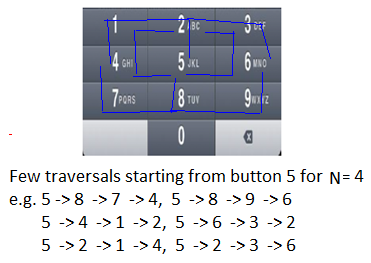 1 2 ABC 3 DEF
4 GHI 5 JKL 6 MNO
7 PQRS 8 TUV 9 WXYZ
0 X
Few traversals starting from button 5 for N= 4
e.g. 5 -> 8 -> 7 -> 4, 5 -> 8 -> 9 -> 6
5 -> 4 -> 1 -> 2, 5 -> 6 -> 3 -> 2
5 -> 2 -> 1 -> 4, 5 -> 2 -> 3 -> 6